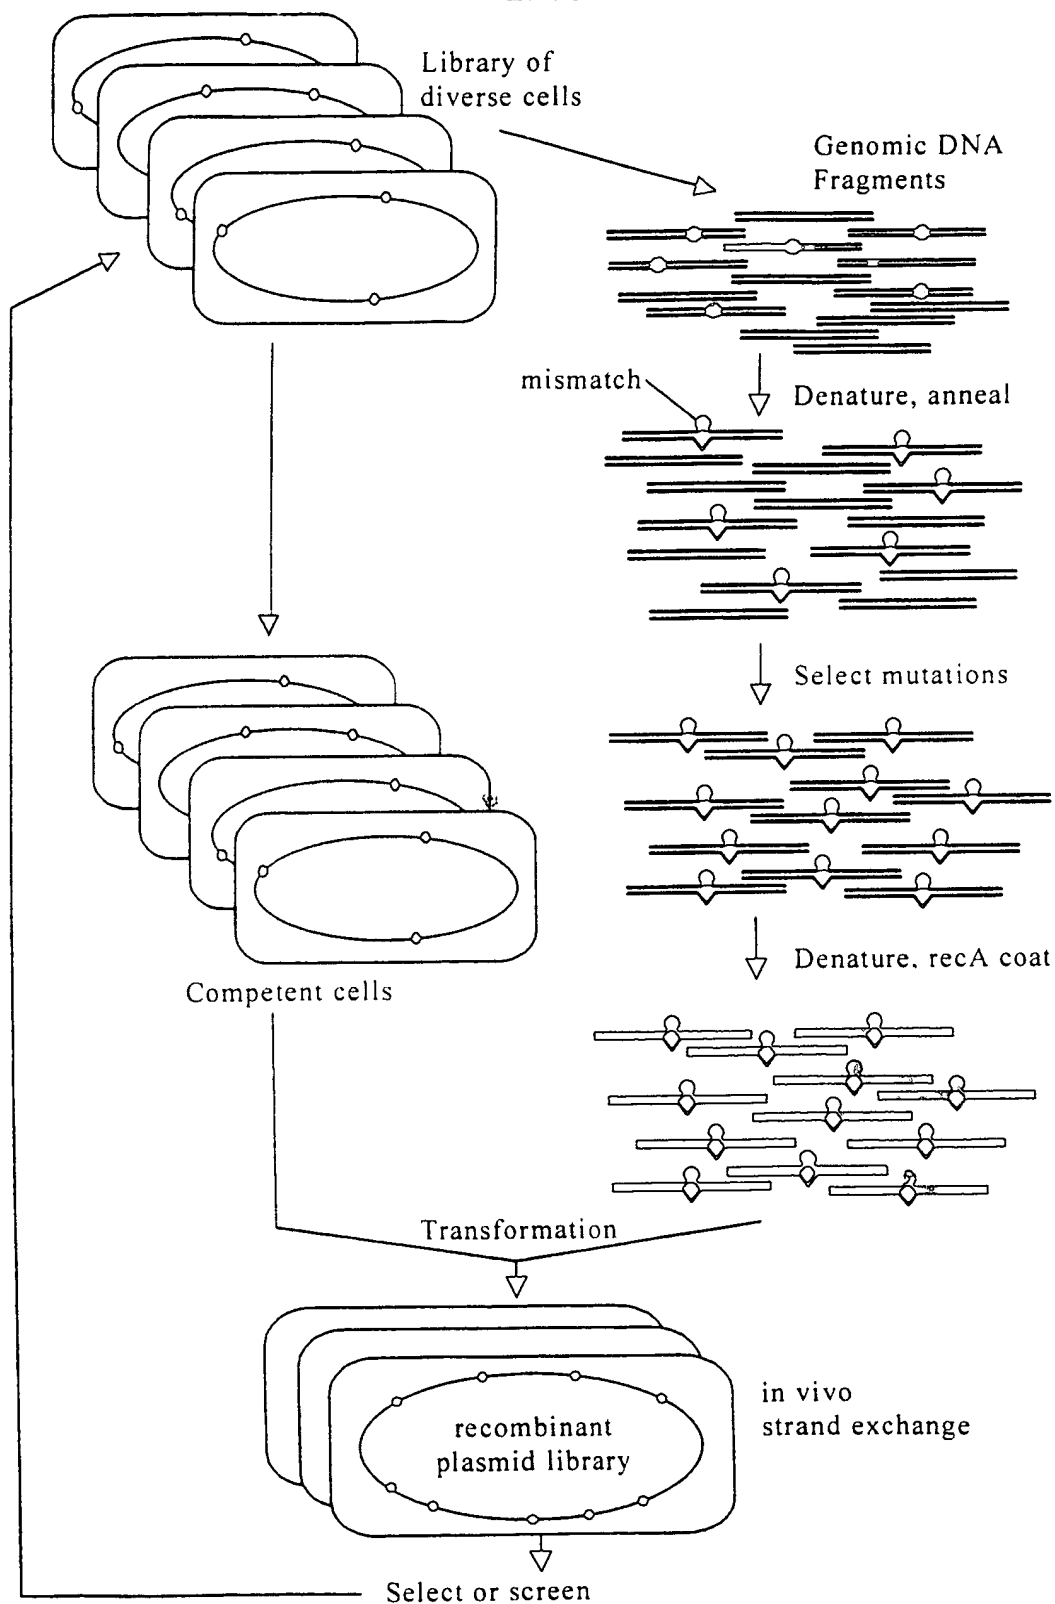 Library of
diverse cells
Genomic DNA
Fragments
mismatch
Denature, anneal
Select mutations
Denature, recA coat
Competent cells
Transformation
in vivo
strand exchange
recombinant
plasmid library
Select or screen